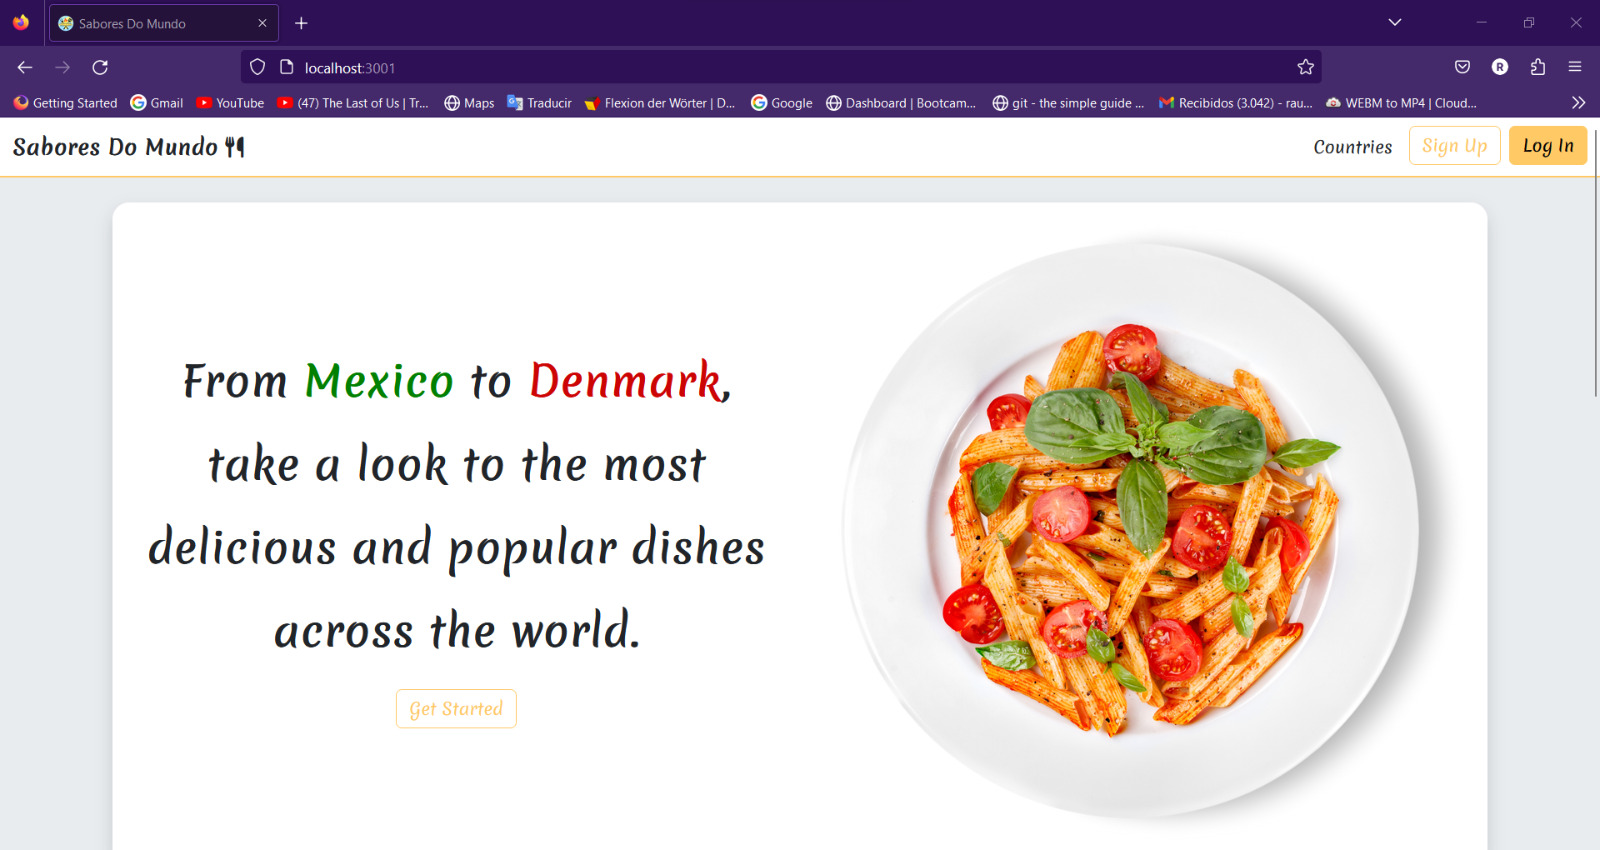 Sabores Do Mundo
localhost:3001
Getting Started Gmail YouTube (47) The Last of Us | Tr... Maps Traducir Flexion der Wörter | D... Google Dashboard | Bootcam... git - the simple guide ... Recibidos (3.042) - rau... WEBM to MP4 | Cloud...
Sabores Do Mundo Countries Sign Up Log In
From Mexico to Denmark,
take a look to the most
delicious and popular dishes
across the world.
Get Started